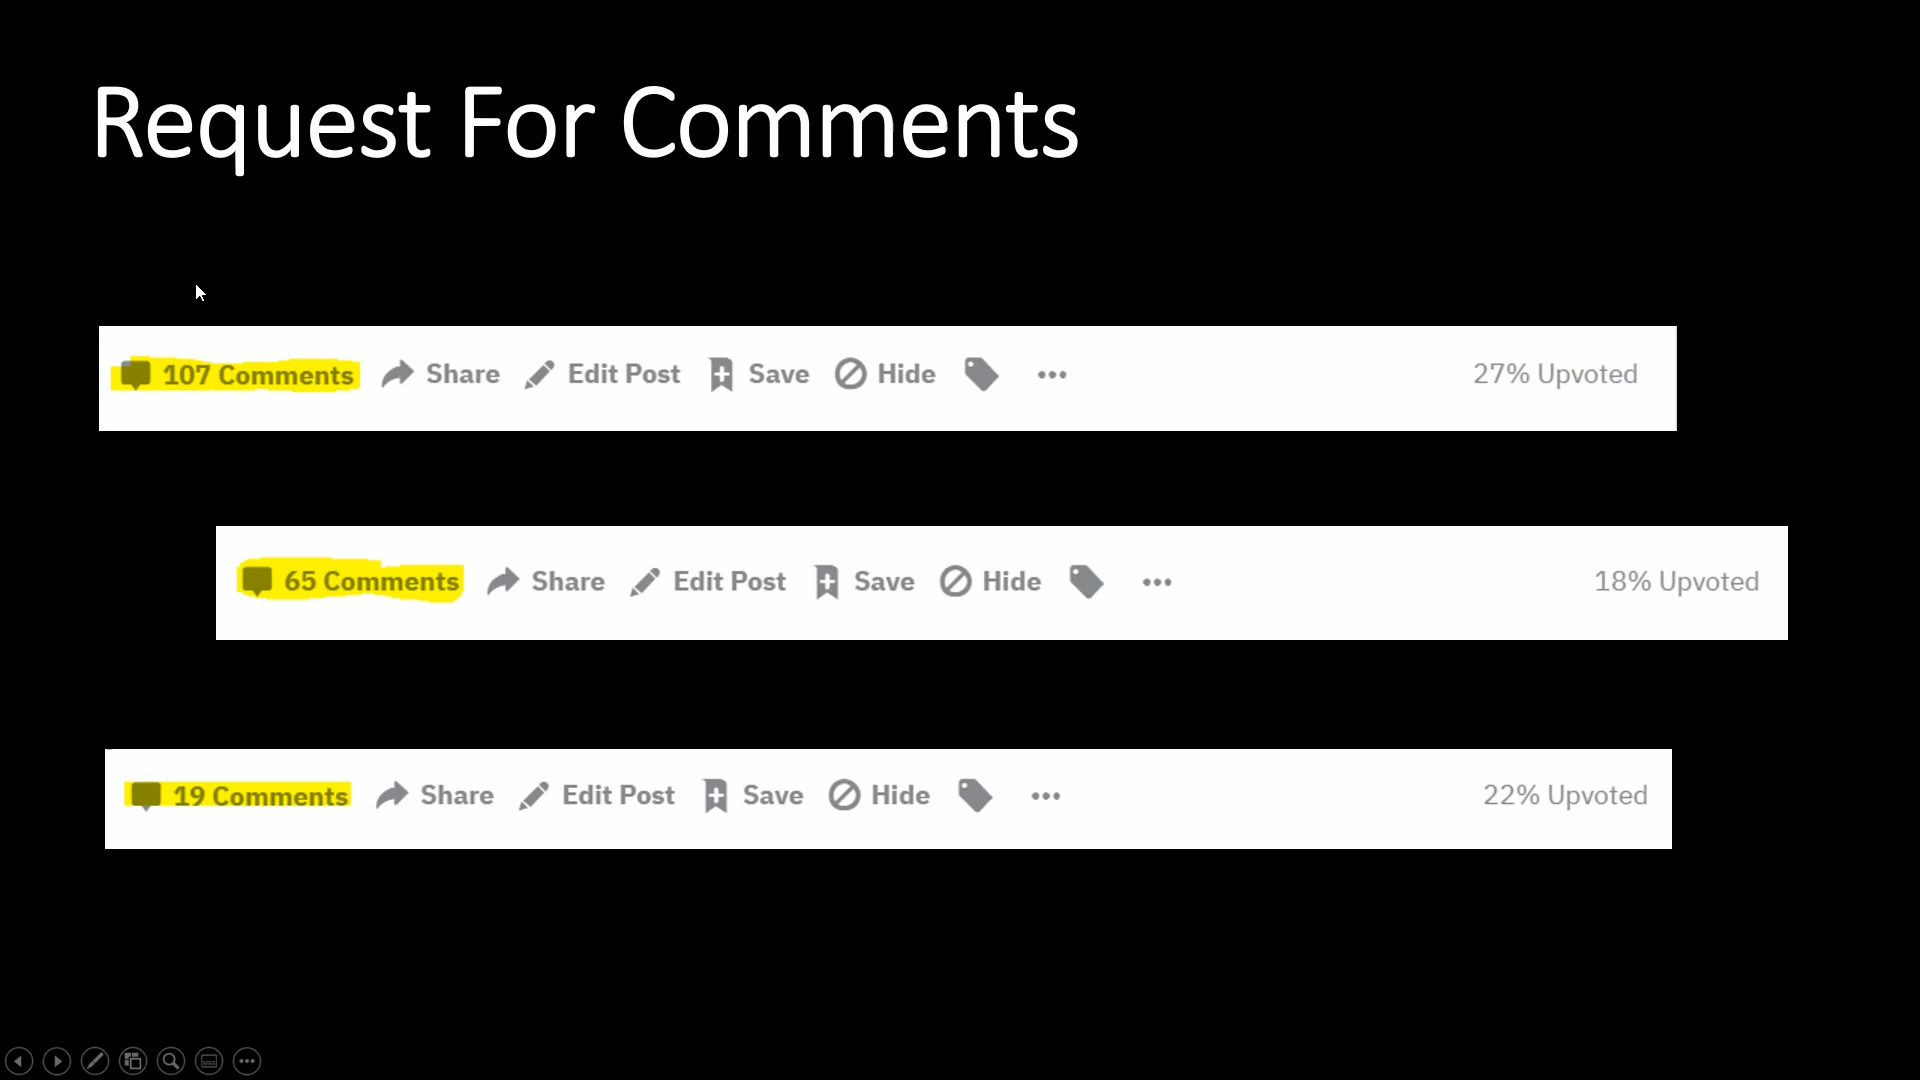 Request For Comments
107 Comments Share Edit Post Save Hide ... 27% Upvoted
65 Comments Share Edit Post Save Hide ... 18% Upvoted
19 Comments Share Edit Post Save Hide ... 22% Upvoted